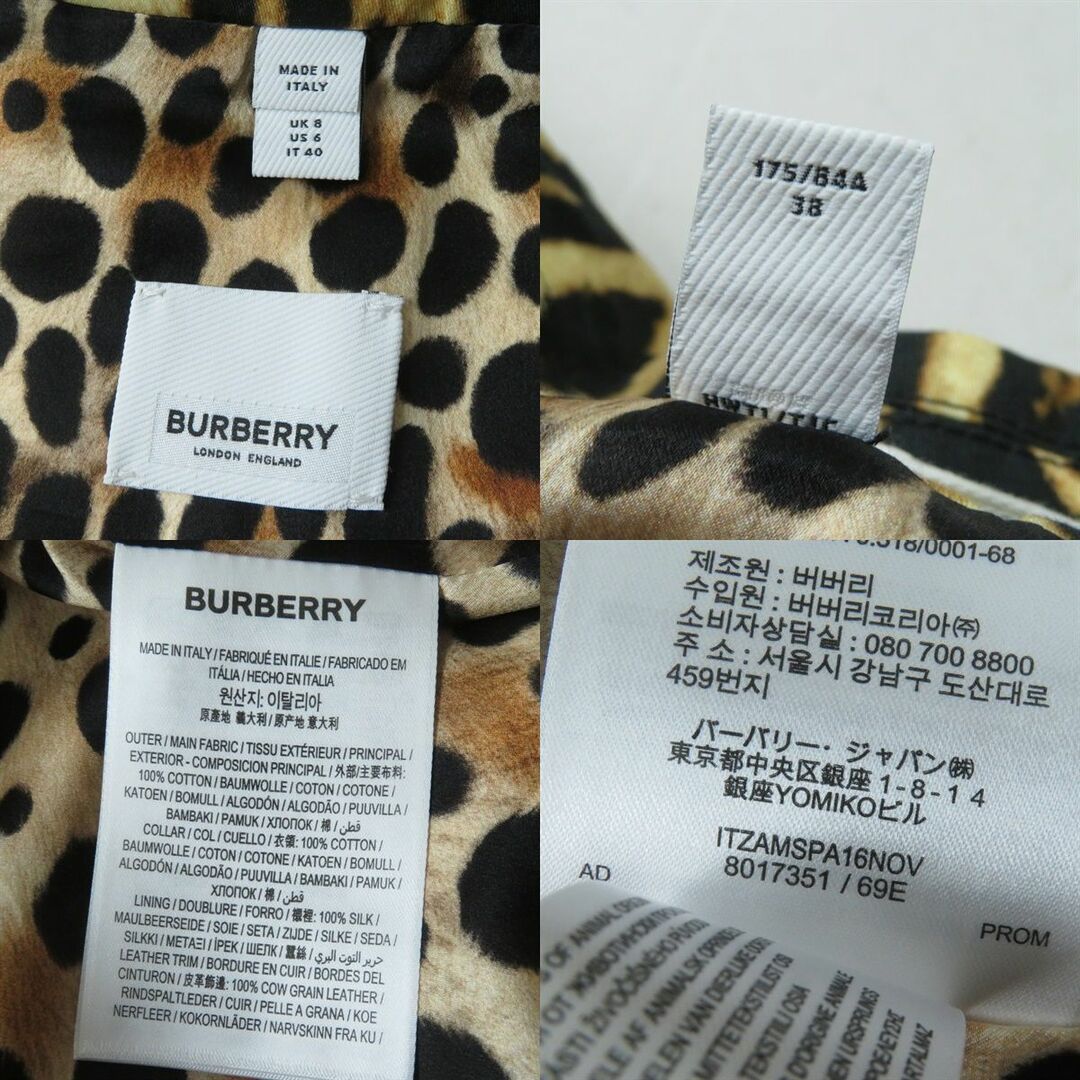 MADE IN
ITALY
UK 8
US 6
IT 40
BURBERRY
LONDON ENGLAND
175/64A
38
BURBERRY
MADE IN ITALY / FABRIQUÉ EN ITALIE / FABRICADO EM
ITÁLIA / HECHO EN ITALIA
원산지: 이탈리아
原產地 義大利 / 原产地 意大利
OUTER / MAIN FABRIC / TISSU EXTÉRIEUR / PRINCIPAL /
EXTERIOR - COMPOSICION PRINCIPAL / 外部/主要布料:
100% COTTON / BAUMWOLLE / COTON / COTONE /
KATOEN / BOMULL / ALGODÓN / ALGODÃO / PUUVILLA /
BAMBAKI / PAMUK / ХЛОПОК / 棉 / قطن
COLLAR / COL / CUELLO / 衣領: 100% COTTON /
BAUMWOLLE / COTON / COTONE / KATOEN / BOMULL /
ALGODÓN / ALGODÃO / PUUVILLA / BAMBAKI / PAMUK /
ХЛОПОК / 棉 / قطن
LINING / DOUBLURE / FORRO / 襯裡: 100% SILK /
MAULBEERSEIDE / SOIE / SETA / ZIJDE / SILKE / SEDA /
SILKKI / ΜΕΤΑΞΙ / İPEK / ШЕЛК / 蠶絲 / حرير التوت البري
LEATHER TRIM / BORDURE EN CUIR / BORDES DEL
CINTURON / 皮革飾邊: 100% COW GRAIN LEATHER /
RINDSPALTLEDER / CUIR / PELLE A GRANA / KOE
NERFLEER / KOKORNLÄDER / NARVSKINN FRA KU /
518/0001-68
제조원 : 버버리
수입원 : 버버리코리아㈜
소비자상담실 : 080 700 8800
주 소 : 서울시 강남구 도산대로
459번지
バーバリー・ジャパン㈱
東京都中央区銀座 1-8-14
銀座YOMIKOビル
ITZAMSPA16NOV
8017351 / 69E
AD
PROM